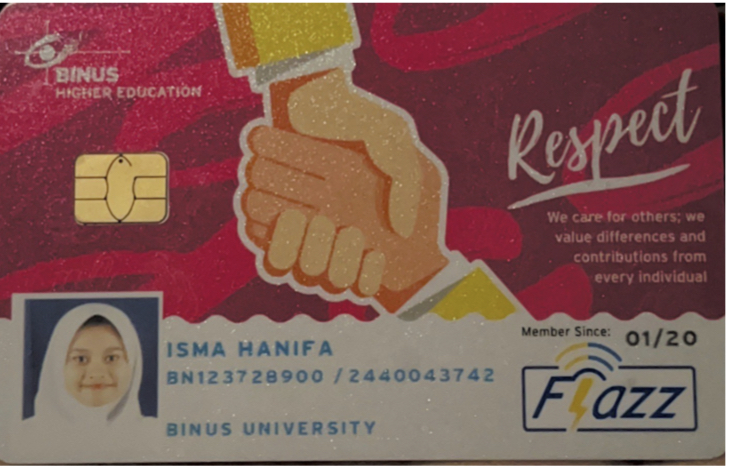 BINUS
HIGHER EDUCATION
Respect
We care for others; we
value differences and
contributions from
every individual
Member Since: 01/20
ISMA HANIFA
BN123728900 / 2440043742
BINUS UNIVERSITY
Flazz